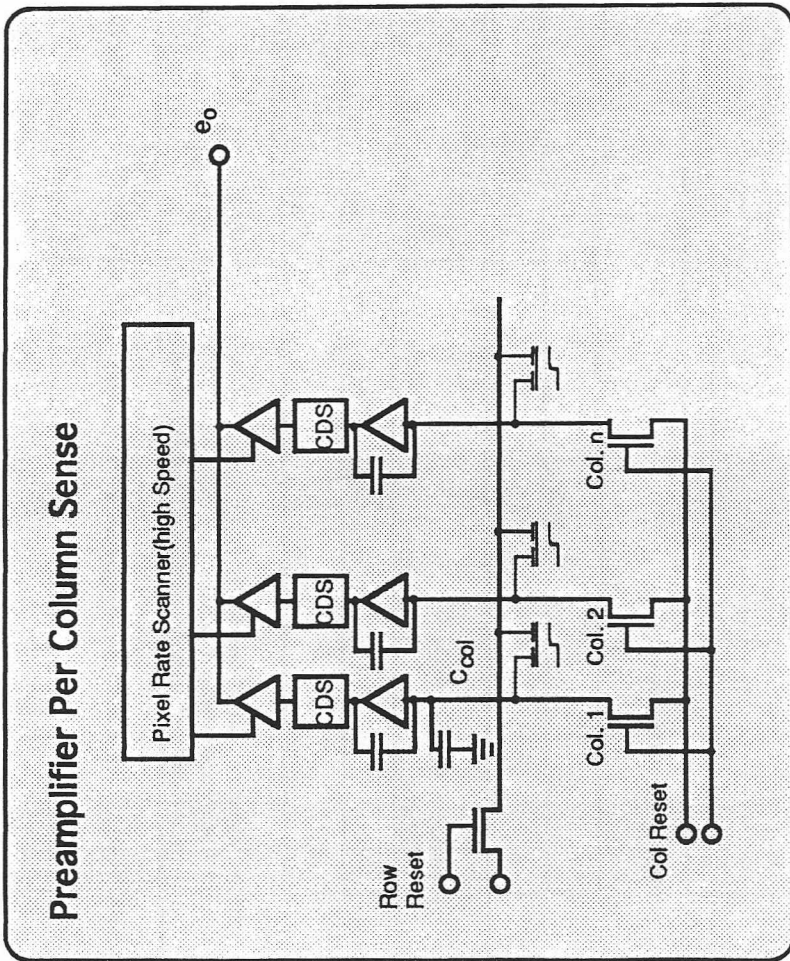 Preamplifier Per Column Sense
Pixel Rate Scanner(high Speed)
eo
CDS
CDS
CDS
Ccol
Row
Reset
Col. 1
Col. 2
Col. n
Col Reset